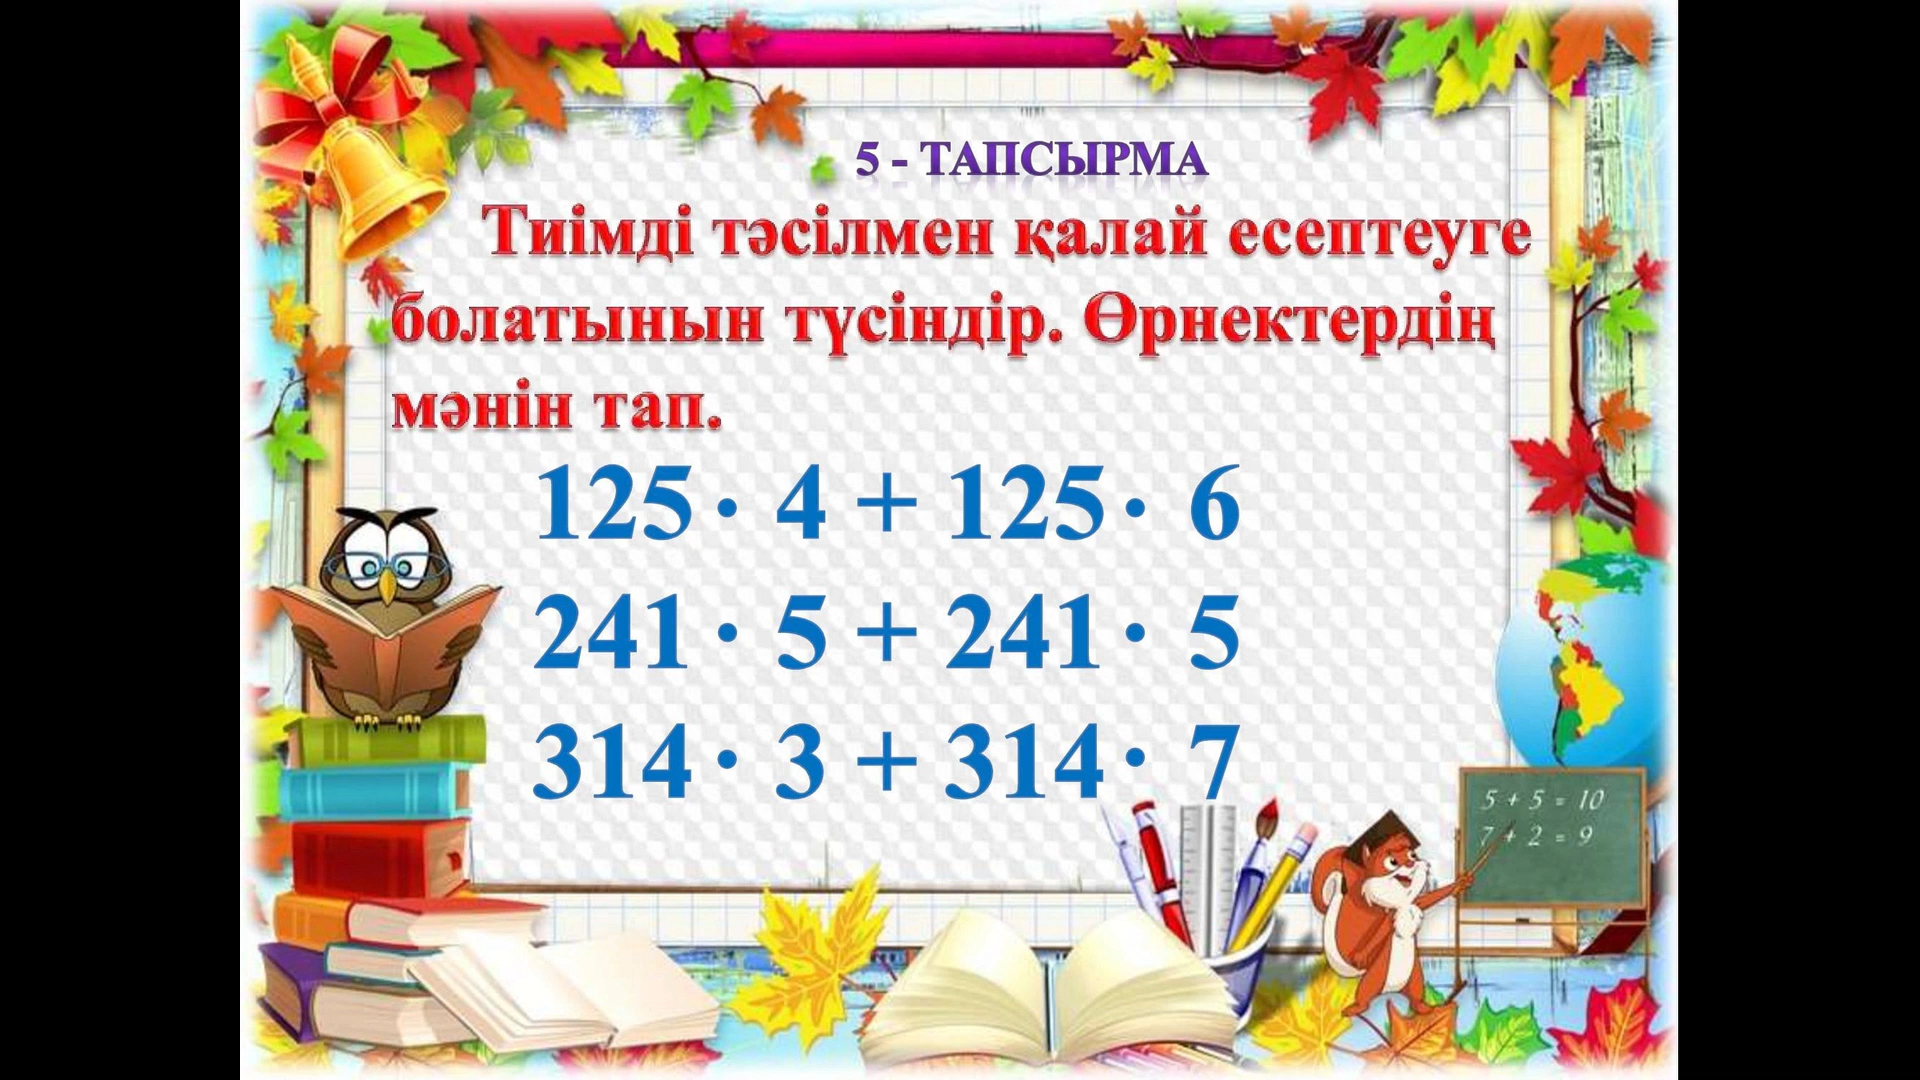 5 - ТАПСЫРМА
Тиімді тәсілмен қалай есептеуге
болатынын түсіндір. Өрнектердің
мәнін тап.
125 · 4 + 125 · 6
241 · 5 + 241 · 5
314 · 3 + 314 · 7
5 + 5 = 10
7 + 2 = 9